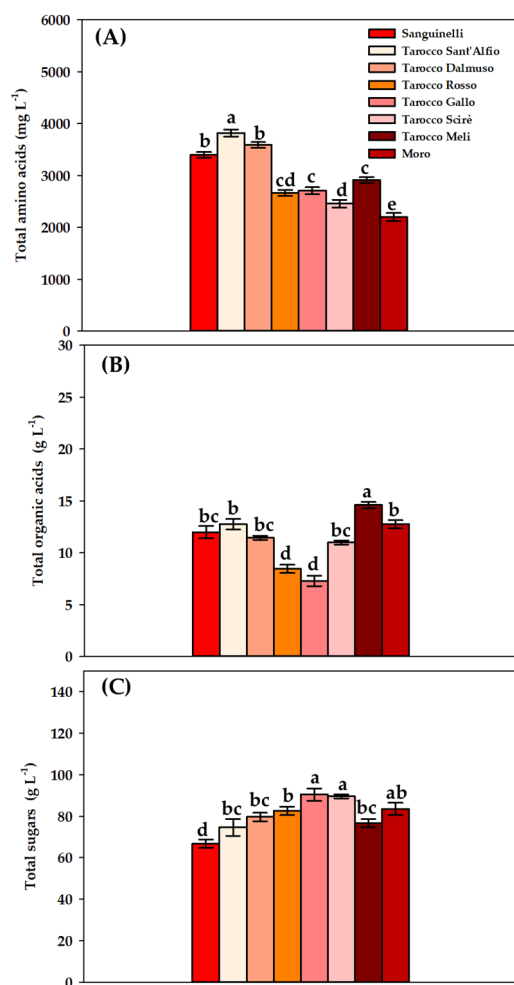 (A)
Total amino acids (mg L-1)
6000
5000
4000
3000
2000
1000
0
Sanguinelli
Tarocco Sant'Alfio
Tarocco Dalmuso
Tarocco Rosso
Tarocco Gallo
Tarocco Scirè
Tarocco Meli
Moro
b a b cd c d c e
(B)
Total organic acids (g L-1)
30
25
20
15
10
5
0
bc b bc d d bc a b
(C)
Total sugars (g L-1)
140
120
100
80
60
40
20
0
d bc bc b a a bc ab